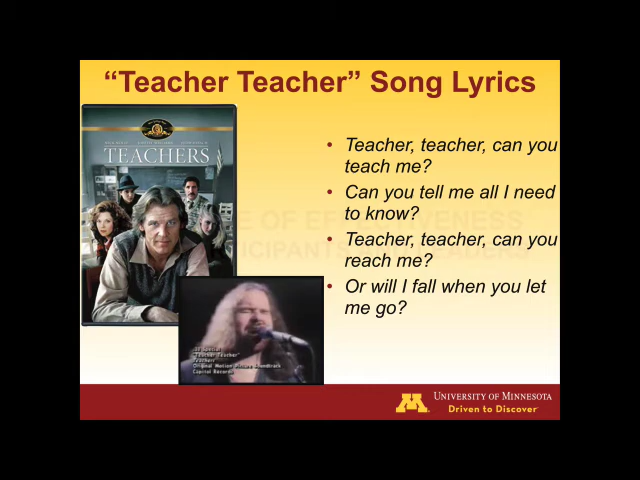 “Teacher Teacher” Song Lyrics
TEACHERS
• Teacher, teacher, can you
teach me?
• Can you tell me all I need
to know?
• Teacher, teacher, can you
reach me?
• Or will I fall when you let
me go?
"Teacher Teacher"
Teachers
Original Motion Picture Soundtrack
Capitol Records
UNIVERSITY OF MINNESOTA
Driven to Discover